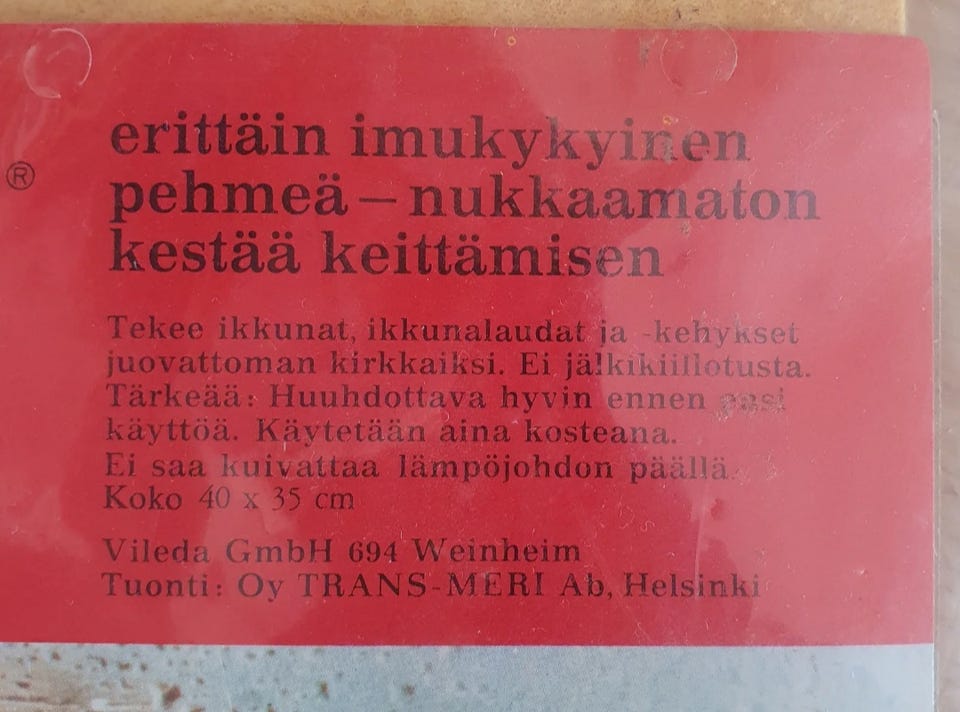 erittäin imukykyinen
pehmeä – nukkaamaton
kestää keittämisen
®
Tekee ikkunat, ikkunalaudat ja -kehykset
juovattoman kirkkaiksi. Ei jälkikiillotusta.
Tärkeää: Huuhdottava hyvin ennen ensi
käyttöä. Käytetään aina kosteana.
Ei saa kuivattaa lämpöjohdon päällä.
Koko 40 x 35 cm
Vileda GmbH 694 Weinheim
Tuonti: Oy TRANS-MERI Ab, Helsinki